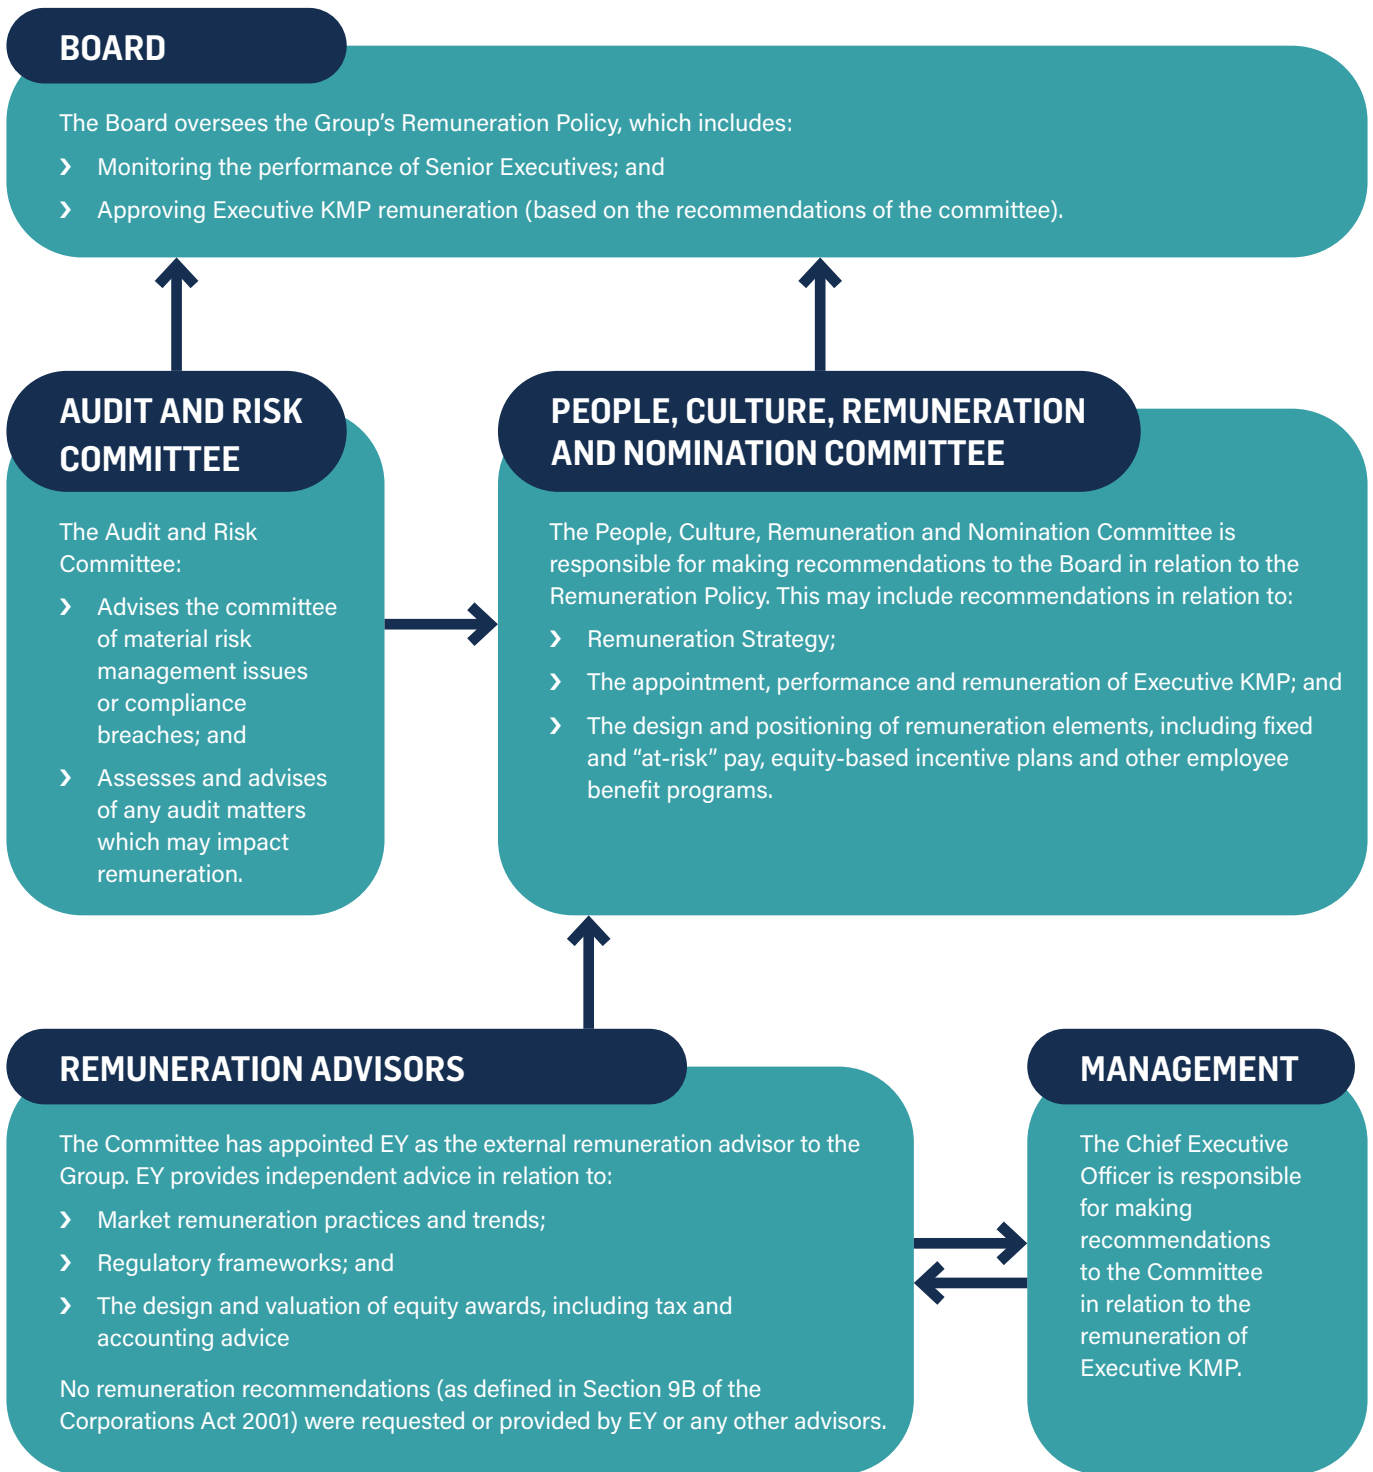 BOARD
The Board oversees the Group’s Remuneration Policy, which includes:
❯ Monitoring the performance of Senior Executives; and
❯ Approving Executive KMP remuneration (based on the recommendations of the committee).
AUDIT AND RISK
COMMITTEE
The Audit and Risk
Committee:
❯ Advises the committee
of material risk
management issues
or compliance
breaches; and
❯ Assesses and advises
of any audit matters
which may impact
remuneration.
PEOPLE, CULTURE, REMUNERATION
AND NOMINATION COMMITTEE
The People, Culture, Remuneration and Nomination Committee is
responsible for making recommendations to the Board in relation to the
Remuneration Policy. This may include recommendations in relation to:
❯ Remuneration Strategy;
❯ The appointment, performance and remuneration of Executive KMP; and
❯ The design and positioning of remuneration elements, including fixed
and “at-risk” pay, equity-based incentive plans and other employee
benefit programs.
REMUNERATION ADVISORS
The Committee has appointed EY as the external remuneration advisor to the
Group. EY provides independent advice in relation to:
❯ Market remuneration practices and trends;
❯ Regulatory frameworks; and
❯ The design and valuation of equity awards, including tax and
accounting advice
No remuneration recommendations (as defined in Section 9B of the
Corporations Act 2001) were requested or provided by EY or any other advisors.
MANAGEMENT
The Chief Executive
Officer is responsible
for making
recommendations
to the Committee
in relation to the
remuneration of
Executive KMP.